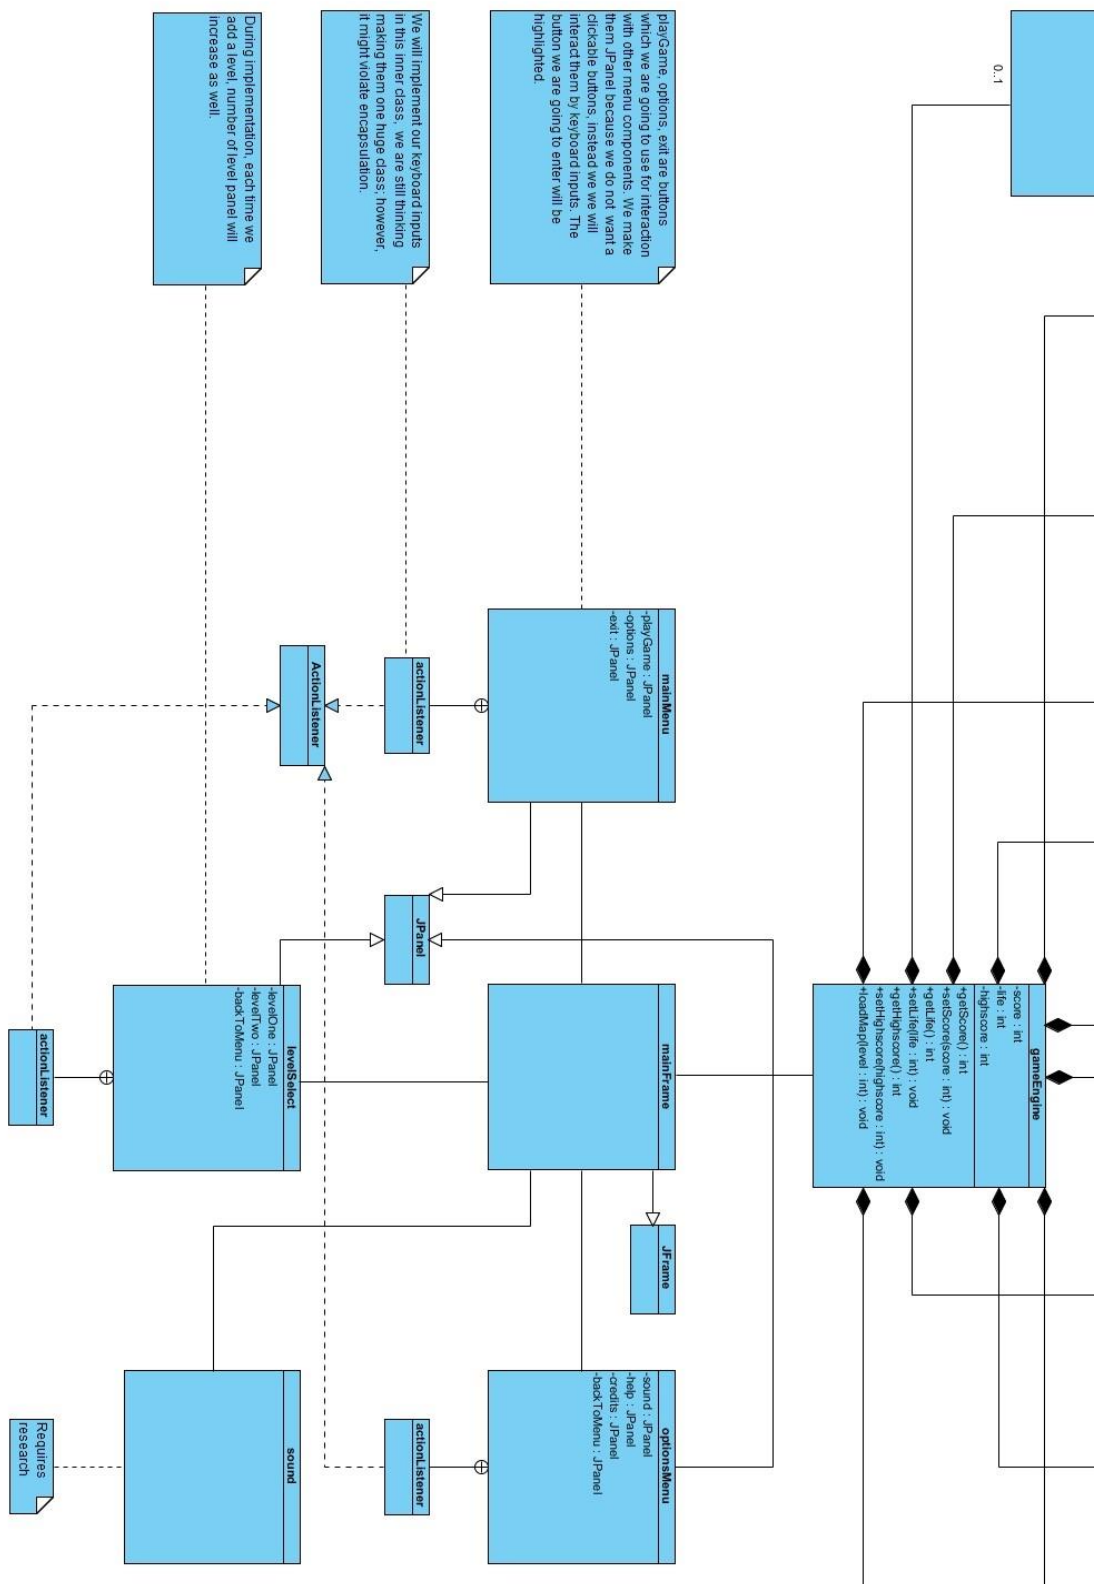 0..1
gameEngine
-score : int
-life : int
-highscore : int
+getScore() : int
+setScore(score : int) : void
+getLife() : int
+setLife(life : int) : void
+getHighscore() : int
+setHighscore(highscore : int) : void
+loadMap(level : int) : void
playGame, options, exit are buttons
which we are going to use for interaction
with other menu components. We make
them JPanel because we do not want a
clickable buttons, instead we we will
interact them by keyboard inputs. The
button we are going to enter will be
highlighted.
mainMenu
-playGame : JPanel
-options : JPanel
-exit : JPanel
mainFrame
JFrame
optionsMenu
-sound : JPanel
-help : JPanel
-credits : JPanel
-backToMenu : JPanel
We will implement our keyboard inputs
in this inner class, we are still thinking
making them one huge class; however,
it might violate encapsulation.
actionListener
JPanel
actionListener
ActionListener
During implementation, each time we
add a level, number of level panel will
increase as well.
levelSelect
-levelOne : JPanel
-levelTwo : JPanel
-backToMenu : JPanel
sound
actionListener
Requires
research